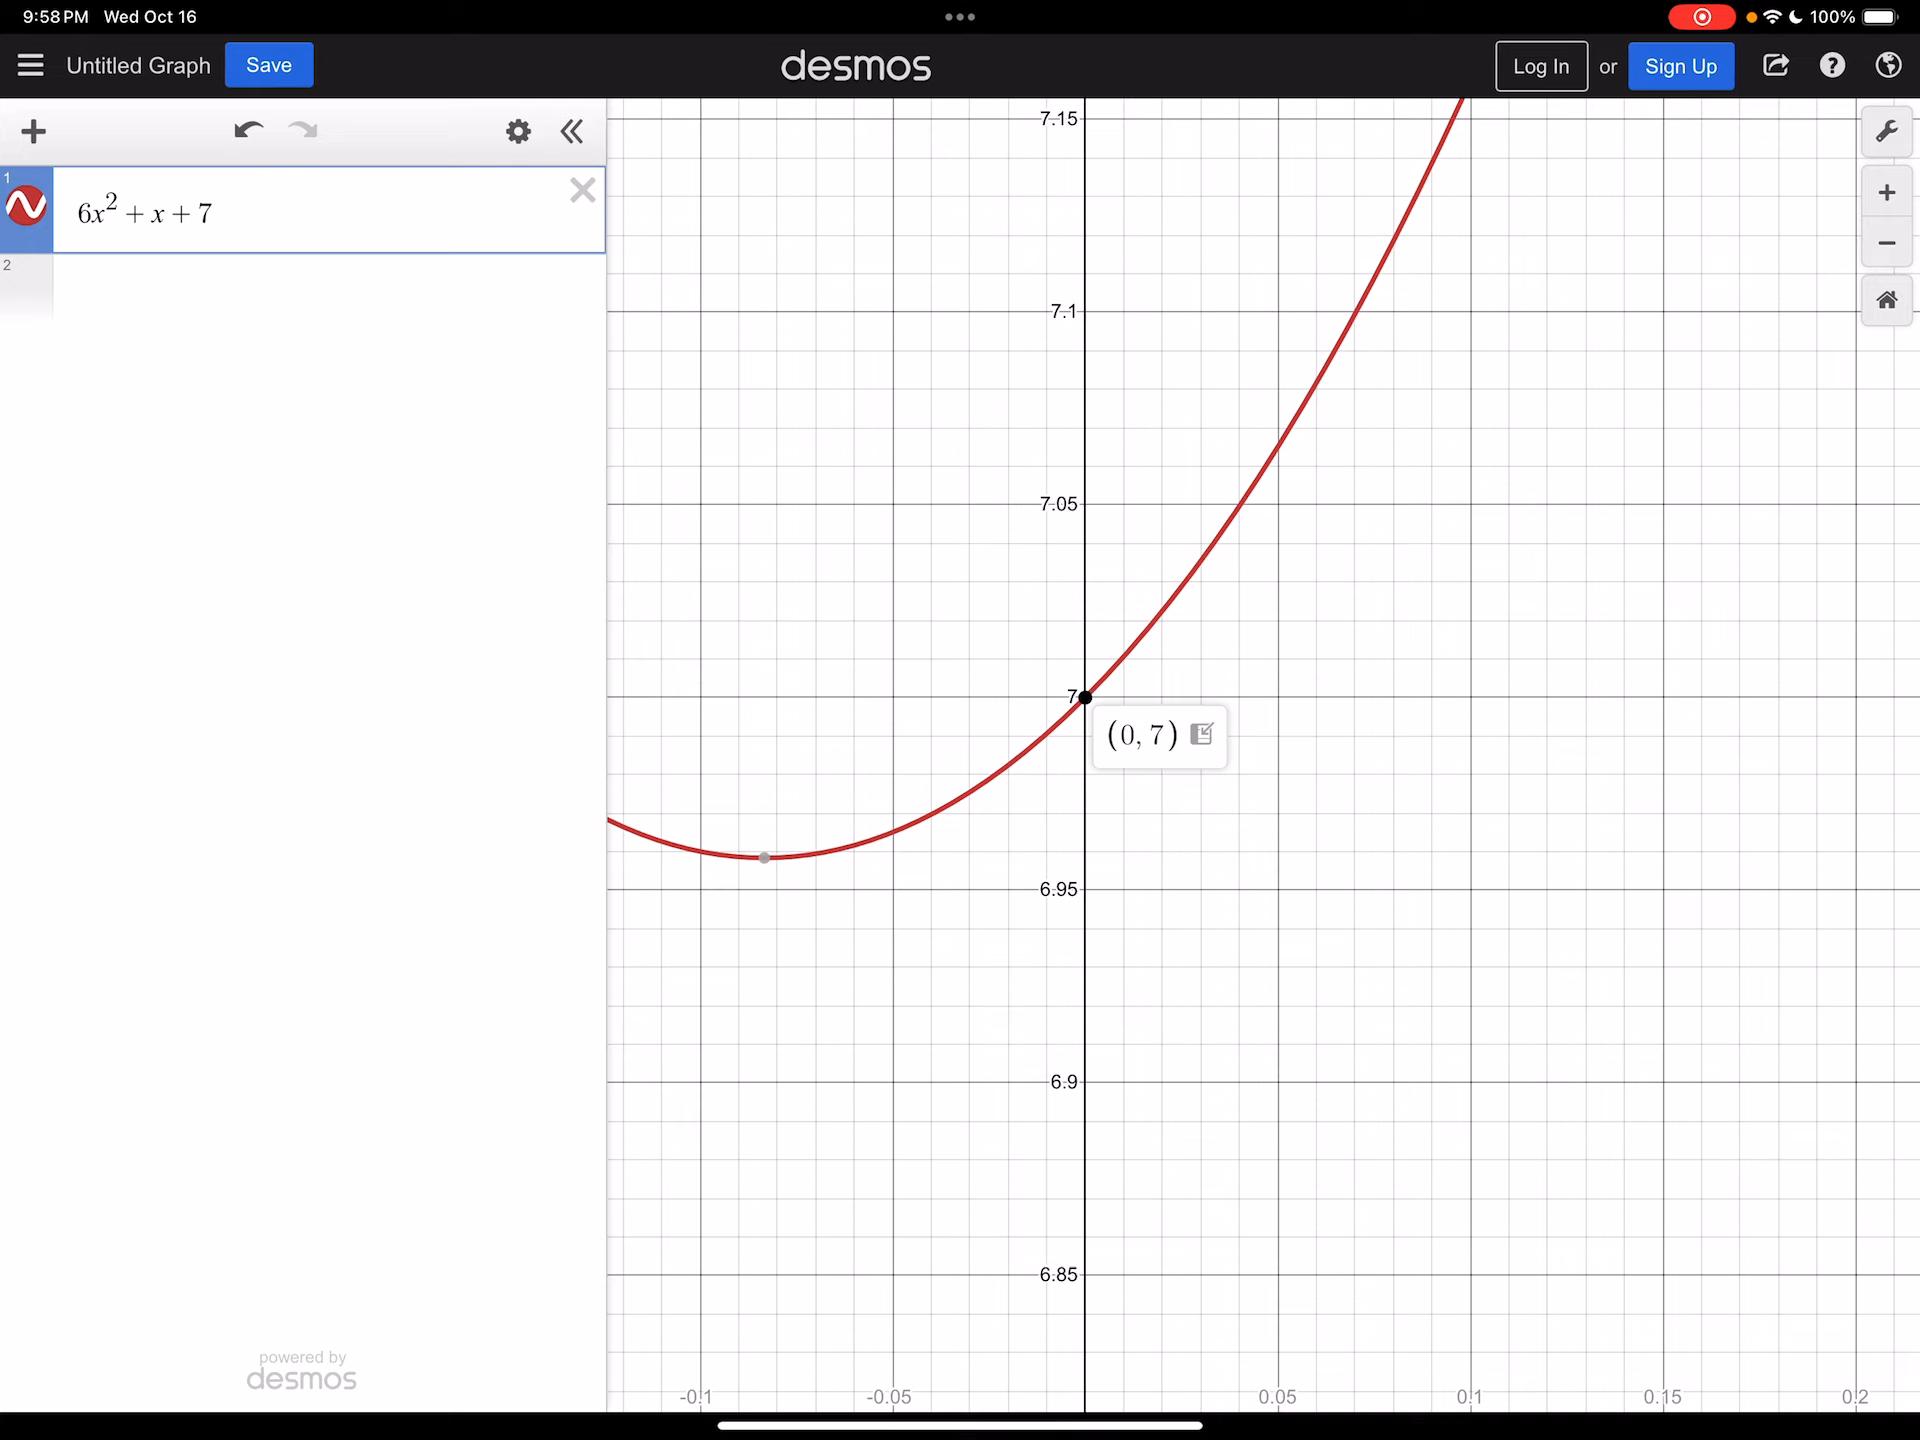 9:58 PM Wed Oct 16
100%
Untitled Graph
Save
desmos
Log In
or
Sign Up
1
6x² + x + 7
2
7.15
7.1
7.05
7
(0, 7)
6.95
6.9
6.85
-0.1
-0.05
0.05
0.1
0.15
0.2
powered by
desmos